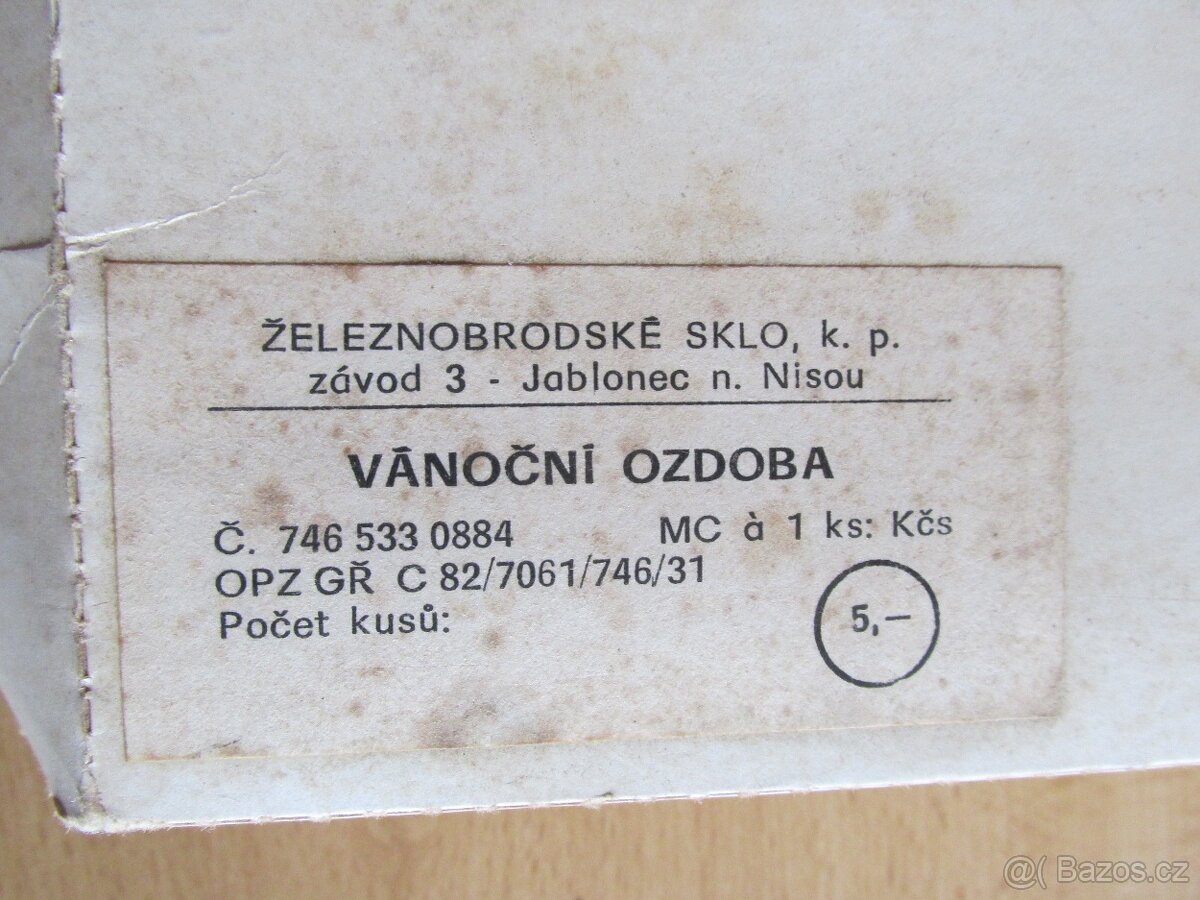 ŽELEZNOBRODSKÉ SKLO, k. p.
závod 3 - Jablonec n. Nisou
VÁNOČNÍ OZDOBA
Č. 746 533 0884 MC à 1 ks: Kčs
OPZ GŘ C 82/7061/746/31
Počet kusů:
5,—
@( Bazos.cz